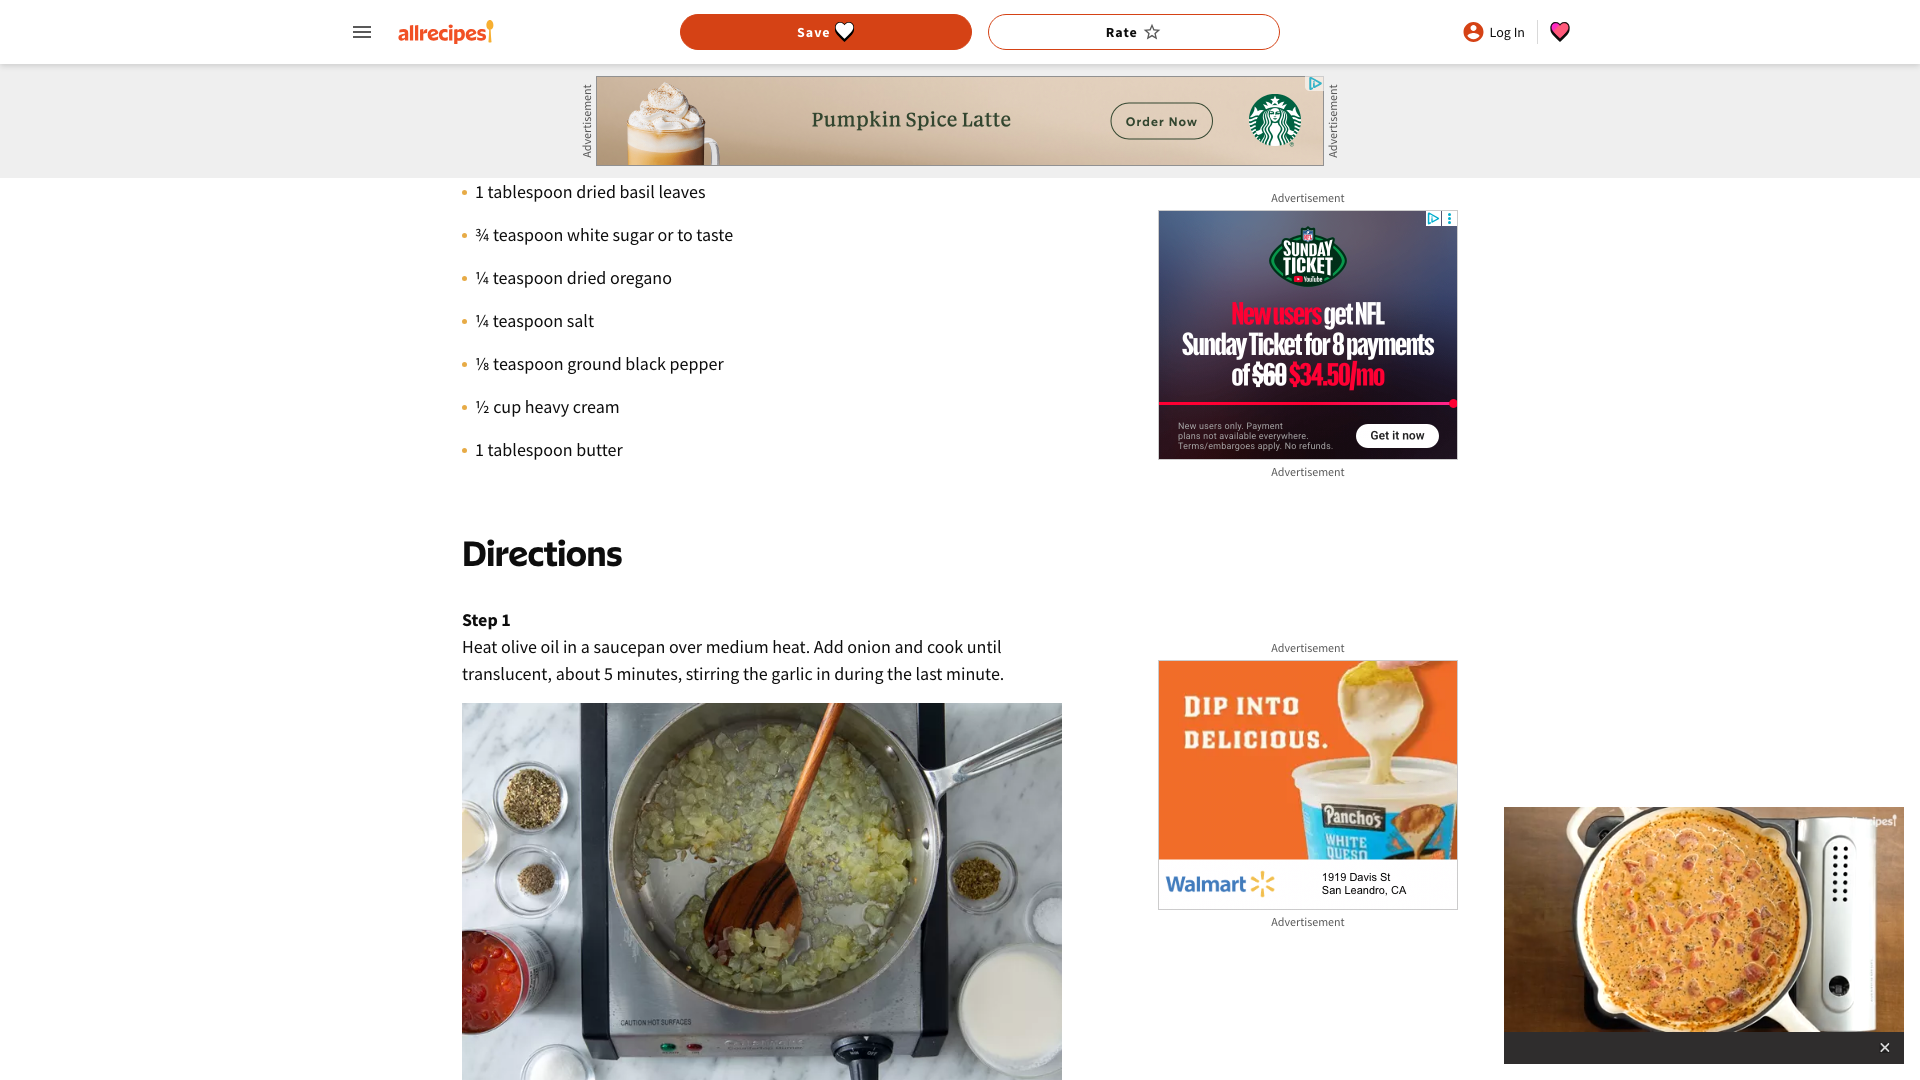 allrecipes
Save
Rate
Log In
Advertisement
Pumpkin Spice Latte
Order Now
Advertisement
1 tablespoon dried basil leaves
¾ teaspoon white sugar or to taste
¼ teaspoon dried oregano
¼ teaspoon salt
⅛ teaspoon ground black pepper
½ cup heavy cream
1 tablespoon butter
Advertisement
NFL
SUNDAY
TICKET
YouTube
New users get NFL
Sunday Ticket for 8 payments
of $60 $34.50/mo
New users only. Payment
plans not available everywhere.
Terms/embargoes apply. No refunds.
Get it now
Advertisement
Directions
Step 1
Heat olive oil in a saucepan over medium heat. Add onion and cook until
translucent, about 5 minutes, stirring the garlic in during the last minute.
CAUTION HOT SURFACES
Advertisement
DIP INTO
DELICIOUS.
Pancho's
WHITE
QUESO
Walmart
1919 Davis St
San Leandro, CA
Advertisement